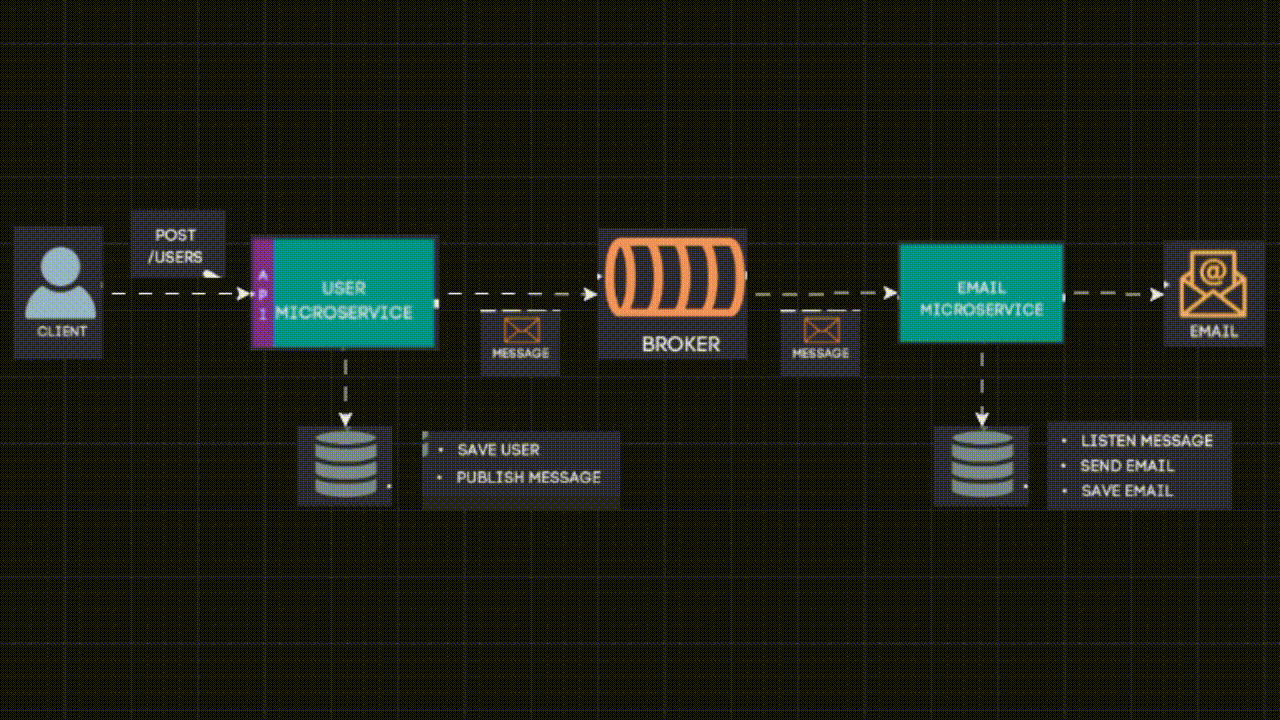 POST
/USERS
CLIENT
A
P
I
USER
MICROSERVICE
MESSAGE
BROKER
MESSAGE
EMAIL
MICROSERVICE
@
EMAIL
• SAVE USER
• PUBLISH MESSAGE
• LISTEN MESSAGE
• SEND EMAIL
• SAVE EMAIL